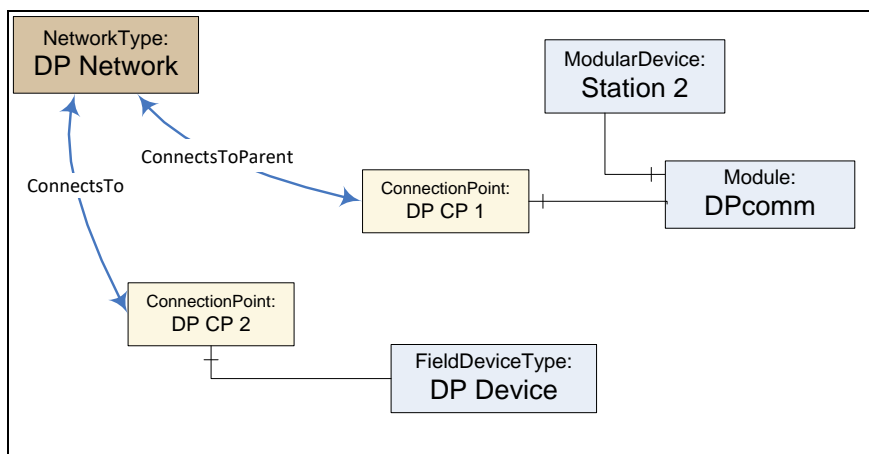 NetworkType:
DP Network
ModularDevice:
Station 2
ConnectsToParent
ConnectsTo
ConnectionPoint:
DP CP 1
Module:
DPcomm
ConnectionPoint:
DP CP 2
FieldDeviceType:
DP Device